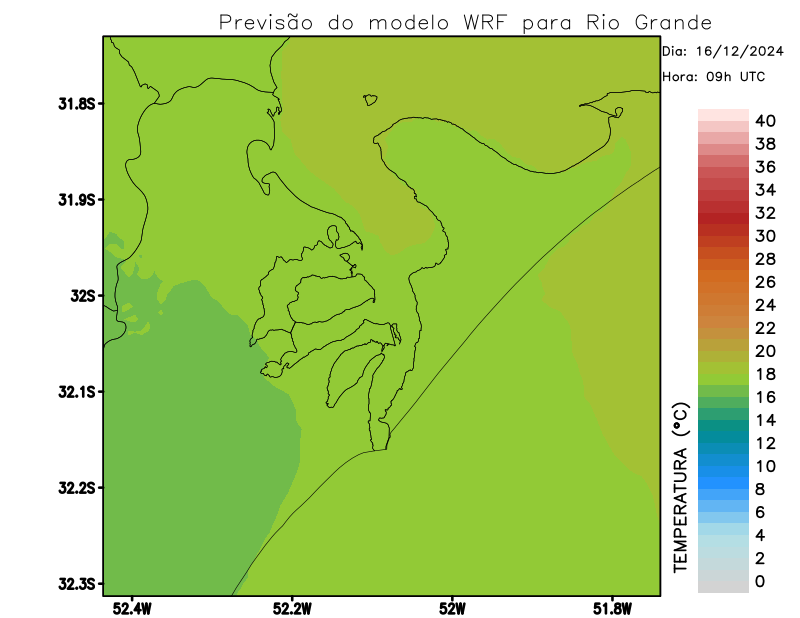 Previsão do modelo WRF para Rio Grande
Dia: 16/12/2024
Hora: 09h UTC
31.8S
31.9S
32S
32.1S
32.2S
32.3S
52.4W
52.2W
52W
51.8W
TEMPERATURA (°C)
40
38
36
34
32
30
28
26
24
22
20
18
16
14
12
10
8
6
4
2
0